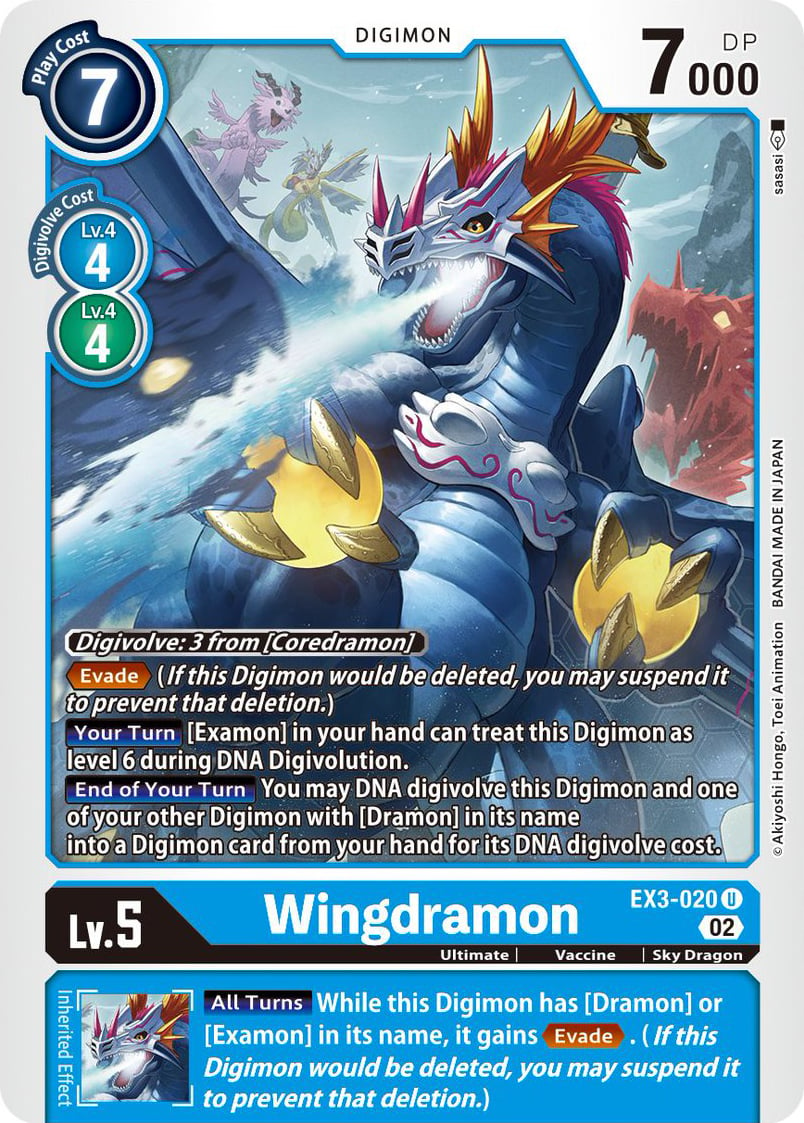 Play Cost
7
DIGIMON
7000
DP
Digivolve Cost
Lv.4
4
Lv.4
4
sasasi
Digivolve: 3 from [Coredramon]
Evade (If this Digimon would be deleted, you may suspend it
to prevent that deletion.)
Your Turn [Examon] in your hand can treat this Digimon as
level 6 during DNA Digivolution.
End of Your Turn You may DNA digivolve this Digimon and one
of your other Digimon with [Dramon] in its name
into a Digimon card from your hand for its DNA digivolve cost.
© Akiyoshi Hongo, Toei Animation BANDAI MADE IN JAPAN
Lv.5
Wingdramon
EX3-020 U
02
Ultimate | Vaccine | Sky Dragon
Inherited Effect
All Turns While this Digimon has [Dramon] or
[Examon] in its name, it gains Evade . ( If this
Digimon would be deleted, you may suspend it
to prevent that deletion.)